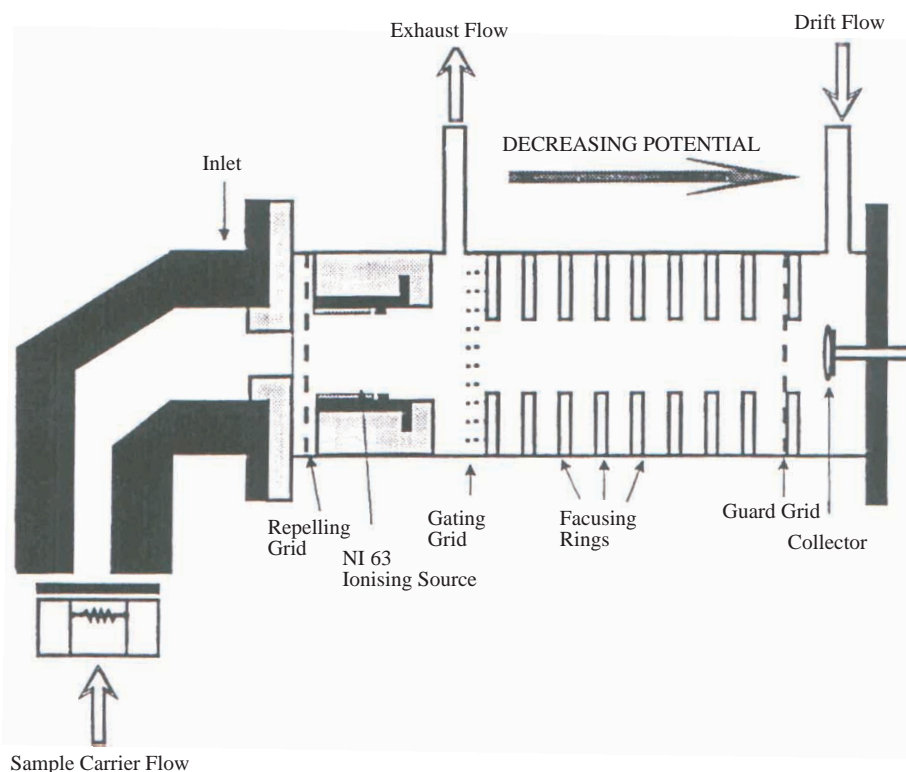 Exhaust Flow
Drift Flow
DECREASING POTENTIAL
Inlet
Repelling
Grid
NI 63
Ionising Source
Gating
Grid
Facusing
Rings
Guard Grid
Collector
Sample Carrier Flow